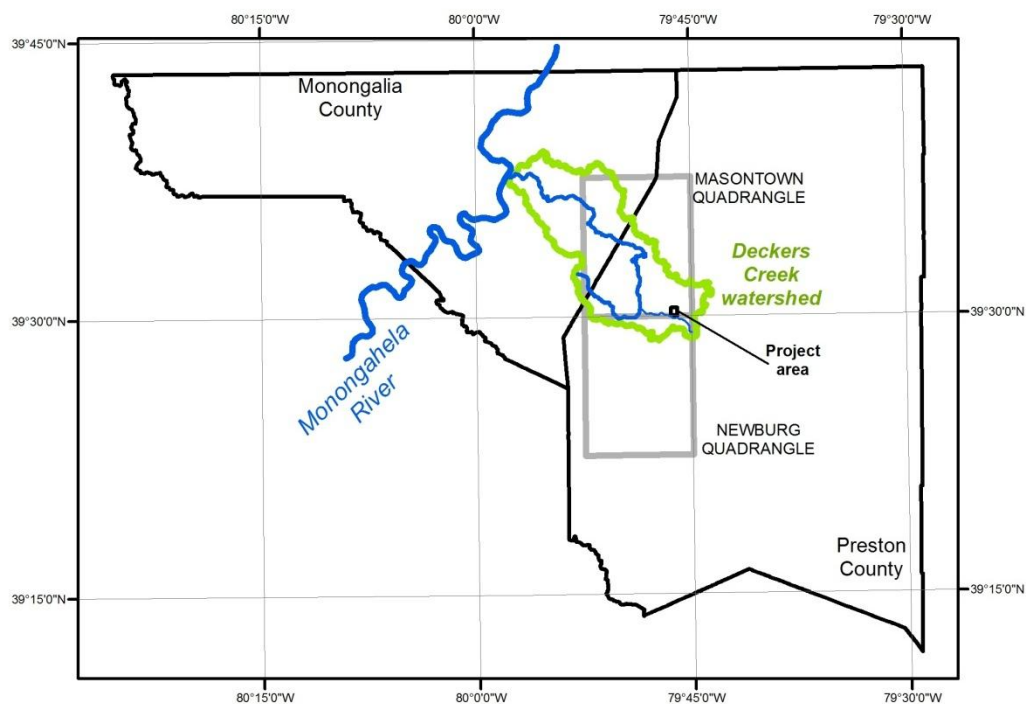 80°15'0"W
80°0'0"W
79°45'0"W
79°30'0"W
39°45'0"N
Monongalia
County
MASONTOWN
QUADRANGLE
Deckers
Creek
watershed
39°30'0"N
39°30'0"N
Project
area
Monongahela
River
NEWBURG
QUADRANGLE
Preston
County
39°15'0"N
39°15'0"N
80°15'0"W
80°0'0"W
79°45'0"W
79°30'0"W